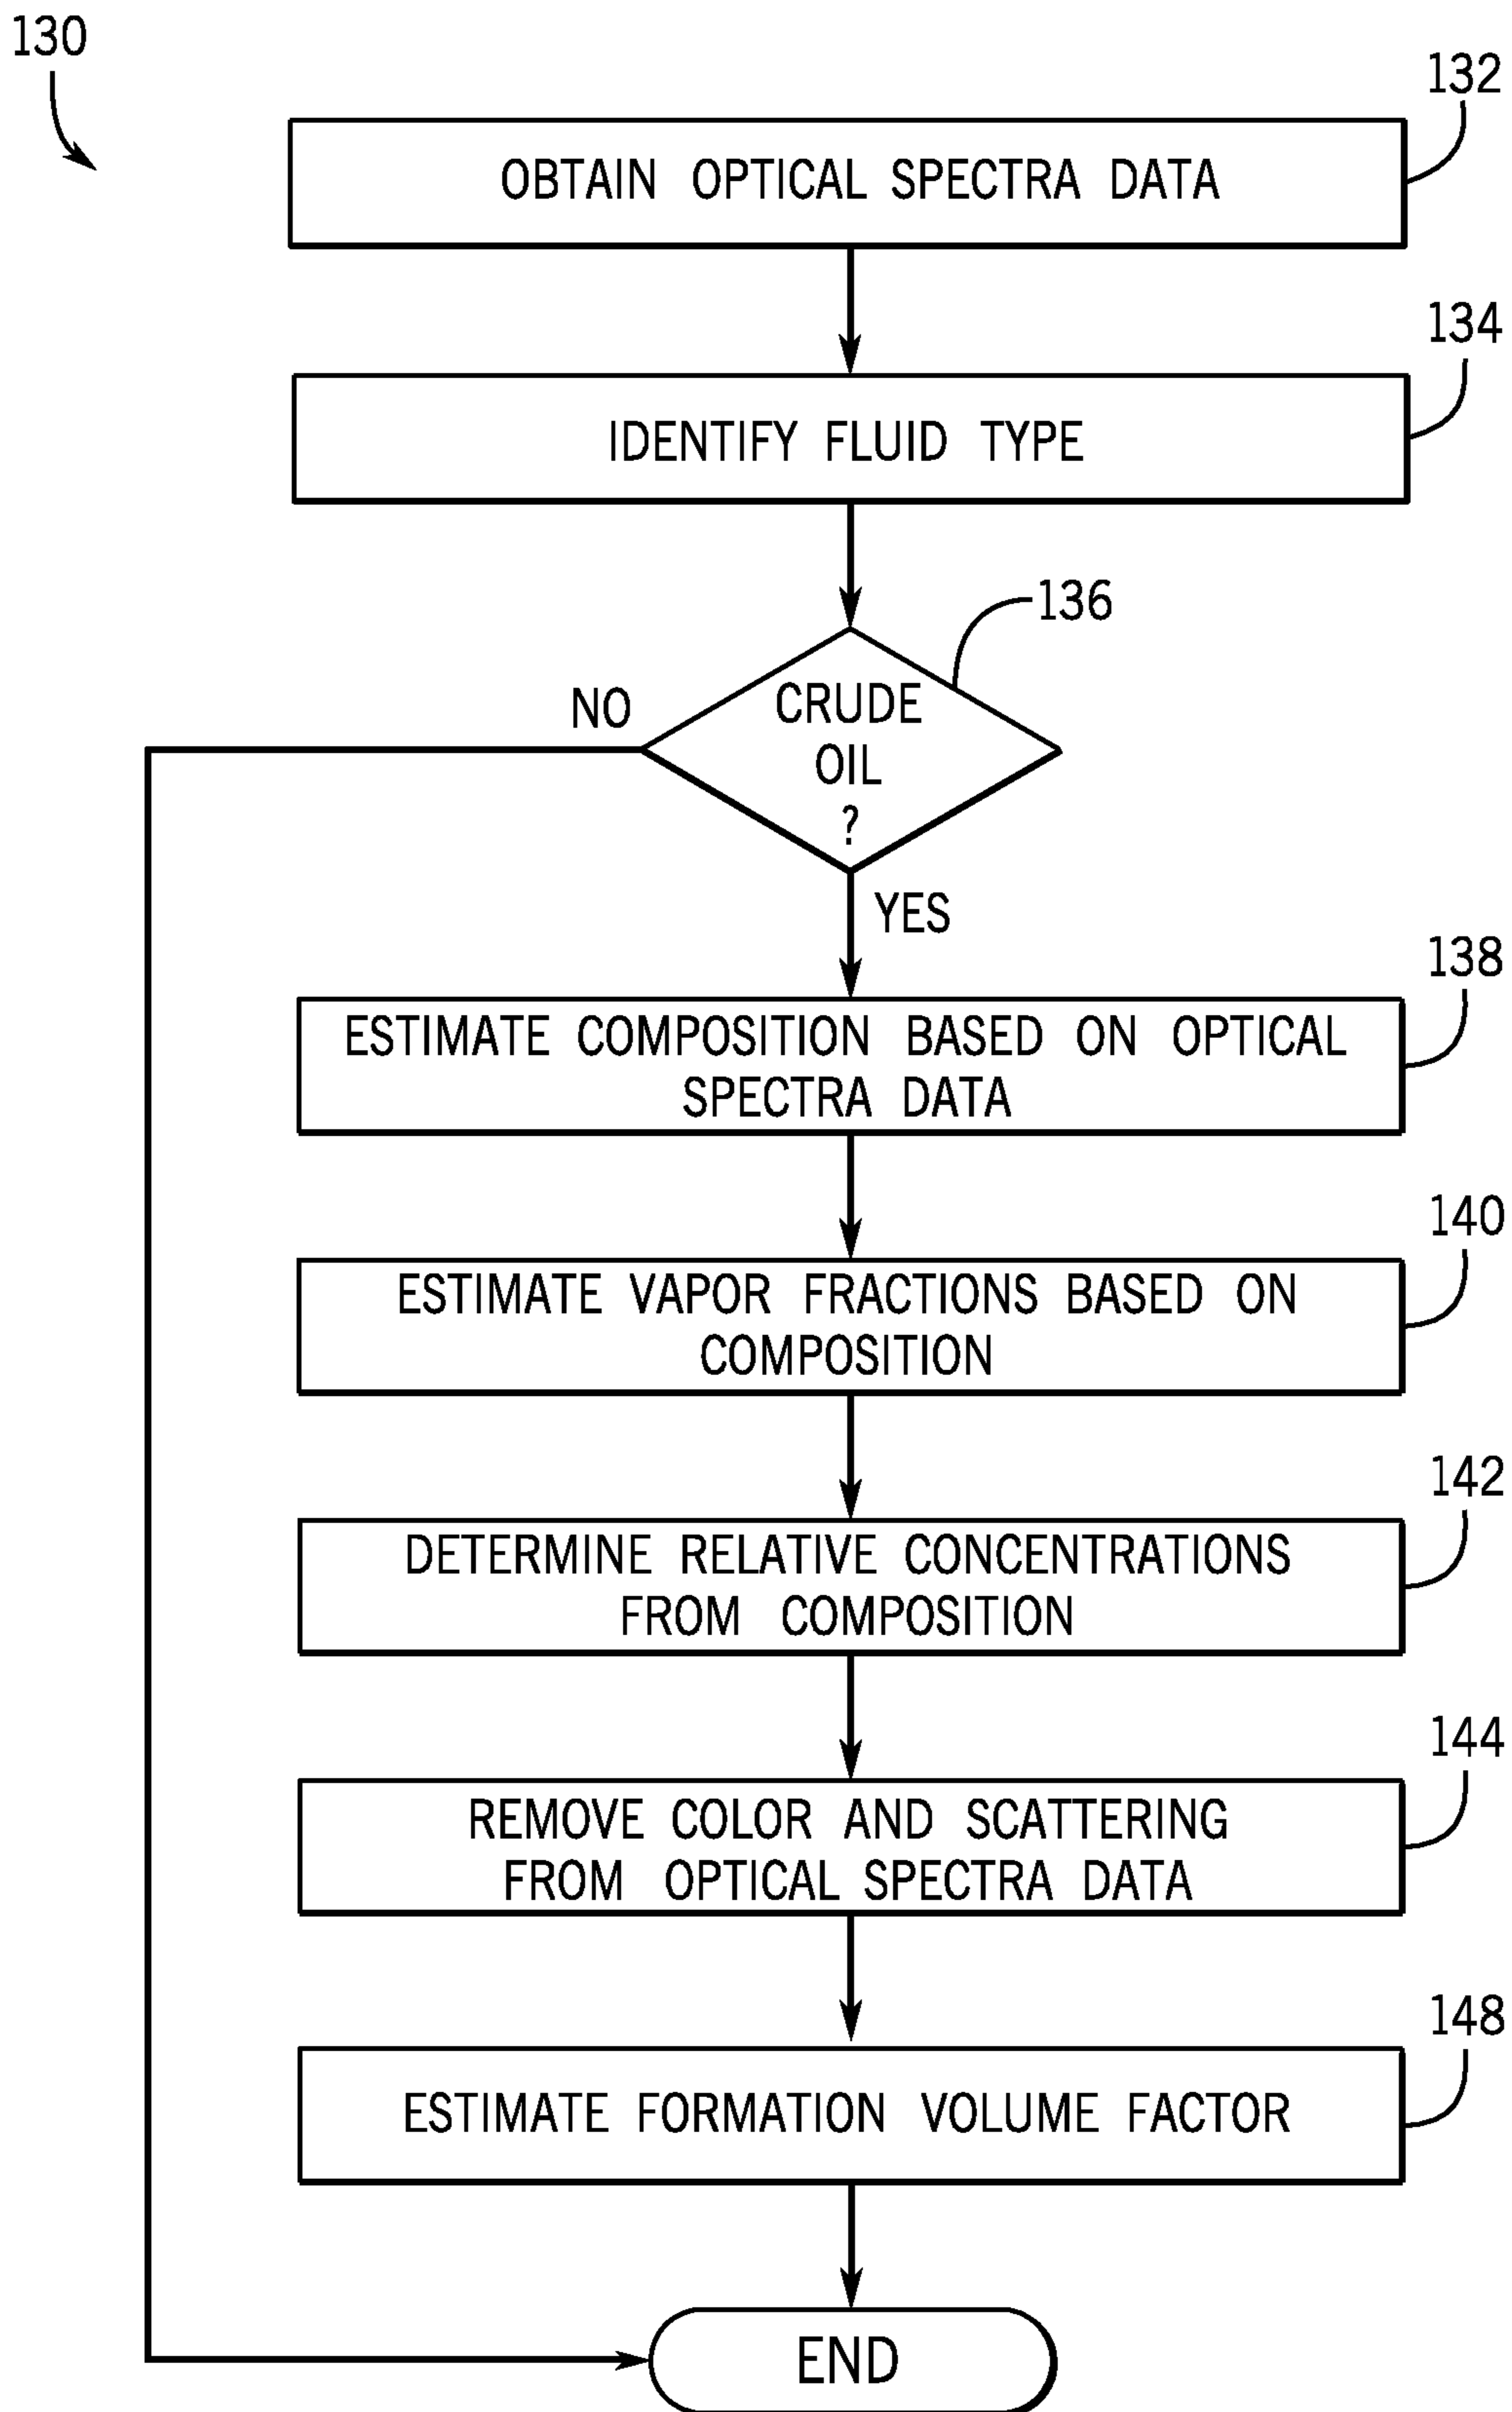 130
132
OBTAIN OPTICAL SPECTRA DATA
134
IDENTIFY FLUID TYPE
136
CRUDE
OIL
?
NO
YES
138
ESTIMATE COMPOSITION BASED ON OPTICAL
SPECTRA DATA
140
ESTIMATE VAPOR FRACTIONS BASED ON
COMPOSITION
142
DETERMINE RELATIVE CONCENTRATIONS
FROM COMPOSITION
144
REMOVE COLOR AND SCATTERING
FROM OPTICAL SPECTRA DATA
148
ESTIMATE FORMATION VOLUME FACTOR
END